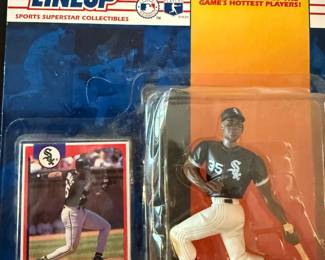 LINEUP
SPORTS SUPERSTAR COLLECTIBLES
GAME'S HOTTEST PLAYERS!
Sox
35
Sox